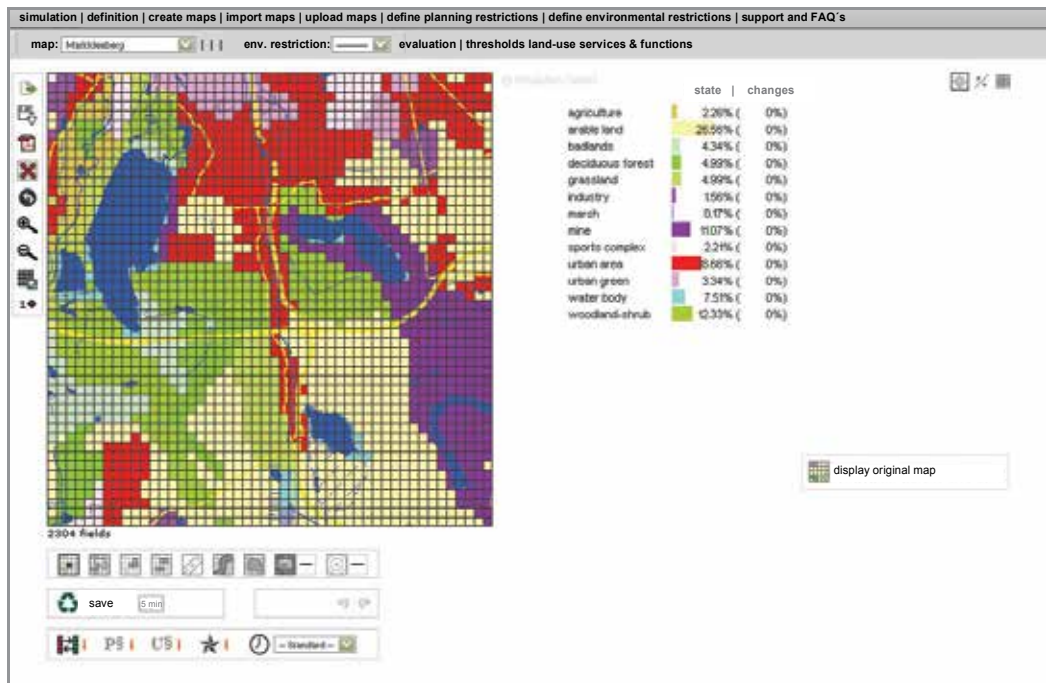 simulation | definition | create maps | import maps | upload maps | define planning restrictions | define environmental restrictions | support and FAQ´s
map: Markkleeberg [ ] [ ] env. restriction: evaluation | thresholds land-use services & functions
state | changes
agriculture 2.26% ( 0%)
arable land 26.56% ( 0%)
badlands 4.34% ( 0%)
deciduous forest 4.99% ( 0%)
grassland 4.99% ( 0%)
industry 1.56% ( 0%)
marsh 0.17% ( 0%)
mine 11.07% ( 0%)
sports complex 2.21% ( 0%)
urban area 8.66% ( 0%)
urban green 3.34% ( 0%)
water body 7.51% ( 0%)
woodland-shrub 12.33% ( 0%)
1
display original map
2304 fields
save 5 min
P§ U§ -- Standard --